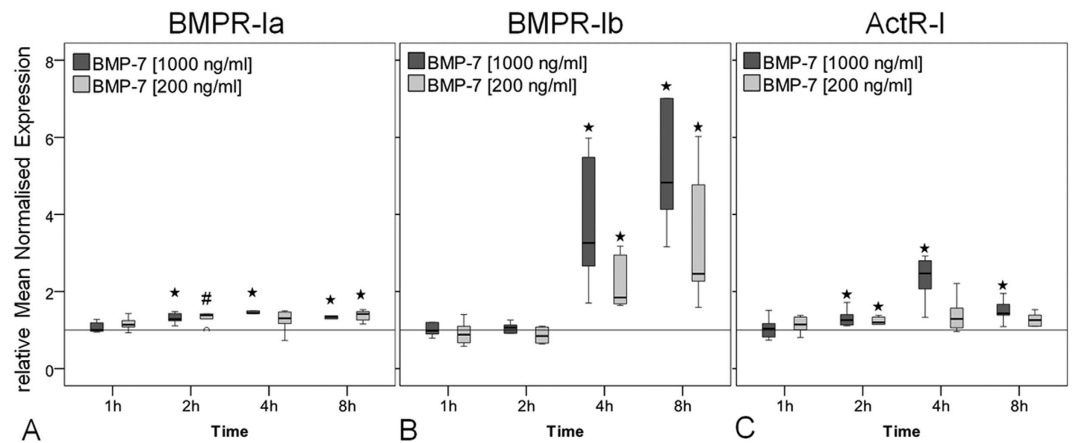 BMPR-Ia
BMPR-Ib
ActR-I
relative Mean Normalised Expression
8
6
4
2
0
BMP-7 [1000 ng/ml]
BMP-7 [200 ng/ml]
★
#
★
★
★
1h
2h
4h
8h
A
Time
BMP-7 [1000 ng/ml]
BMP-7 [200 ng/ml]
★
★
★
★
1h
2h
4h
8h
B
Time
BMP-7 [1000 ng/ml]
BMP-7 [200 ng/ml]
★
★
★
★
1h
2h
4h
8h
C
Time